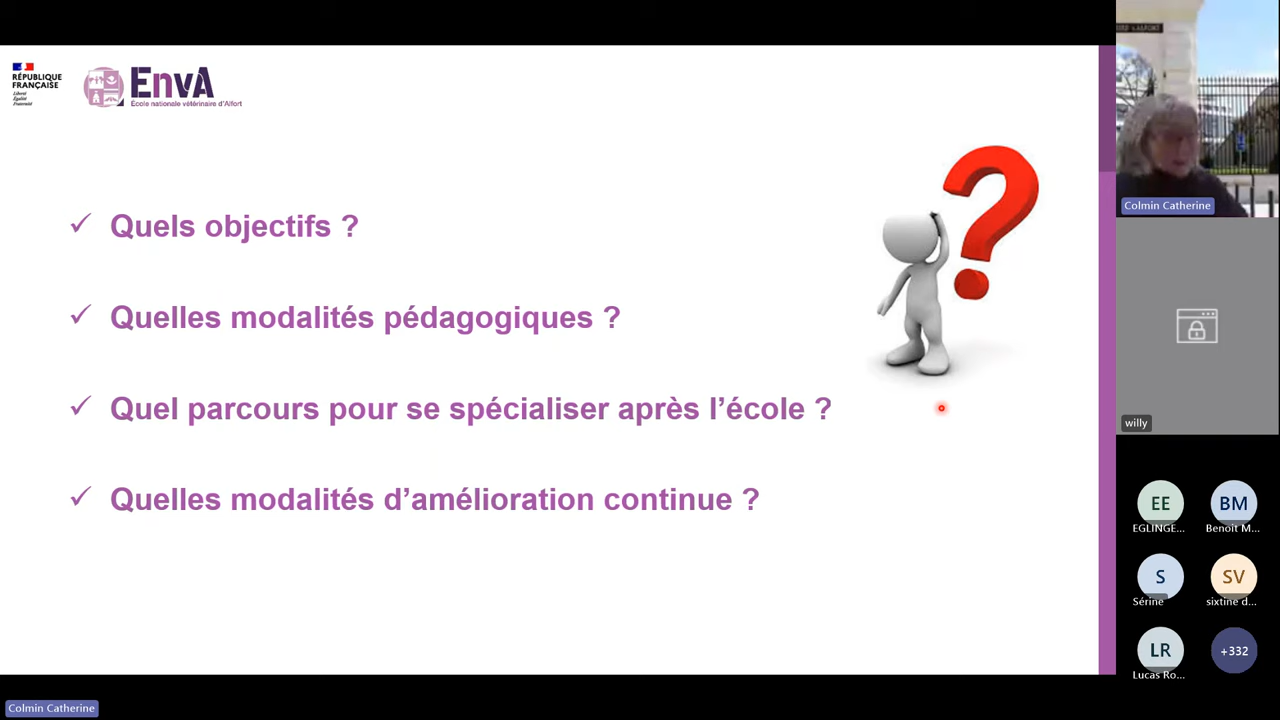 RÉPUBLIQUE
FRANÇAISE
Liberté
Égalité
Fraternité
EnvA
École nationale vétérinaire d'Alfort
✓ Quels objectifs ?
✓ Quelles modalités pédagogiques ?
✓ Quel parcours pour se spécialiser après l’école ?
✓ Quelles modalités d’amélioration continue ?
Colmin Catherine
willy
EE
EGLINGE...
BM
Benoît M...
S
Sérine
SV
sixtine d...
LR
Lucas Ro...
+332
Colmin Catherine